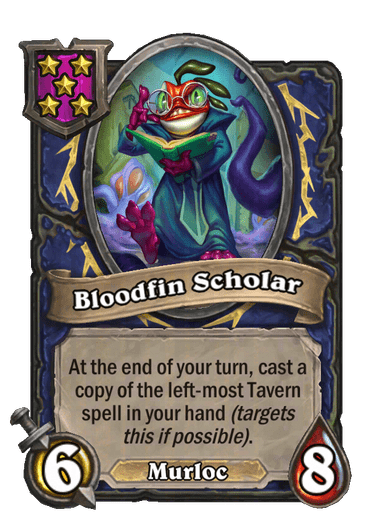 Bloodfin Scholar
At the end of your turn, cast a
copy of the left-most Tavern
spell in your hand (targets
this if possible).
6
Murloc
8